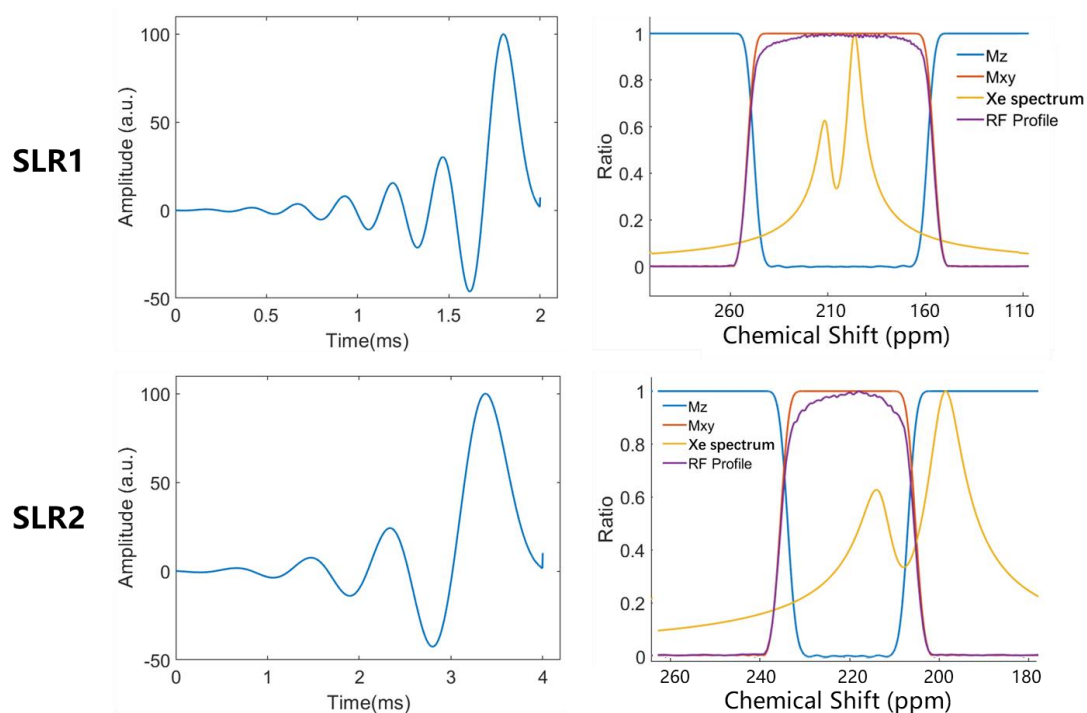 SLR1
Amplitude (a.u.)
100
50
0
-50
0
0.5
1
1.5
2
Time(ms)
Ratio
1
0.8
0.6
0.4
0.2
0
260
210
160
110
Chemical Shift (ppm)
Mz
Mxy
Xe spectrum
RF Profile
SLR2
Amplitude (a.u.)
100
50
0
-50
0
1
2
3
4
Time(ms)
Ratio
1
0.8
0.6
0.4
0.2
0
260
240
220
200
180
Chemical Shift (ppm)
Mz
Mxy
Xe spectrum
RF Profile